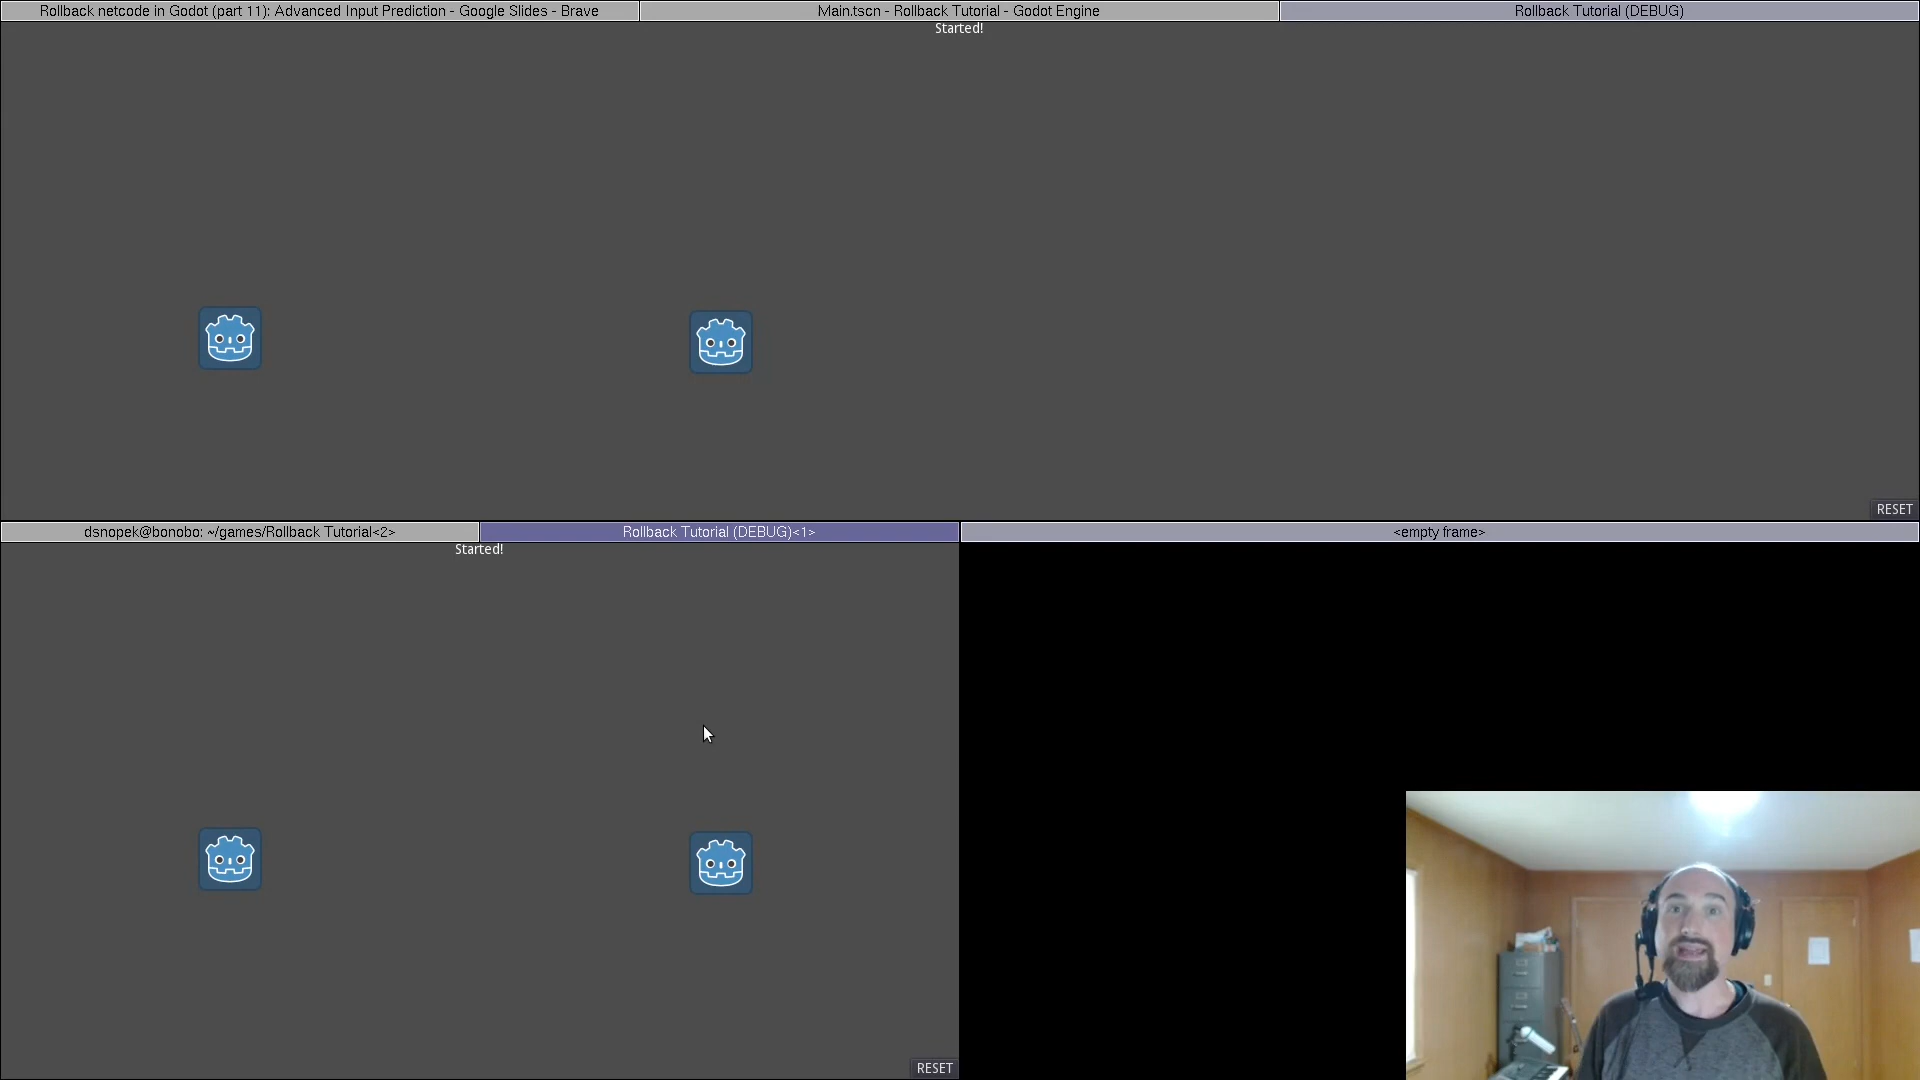 Rollback netcode in Godot (part 11): Advanced Input Prediction - Google Slides - Brave
Main.tscn - Rollback Tutorial - Godot Engine
Rollback Tutorial (DEBUG)
Started!
RESET
dsnopek@bonobo: ~/games/Rollback Tutorial<2>
Rollback Tutorial (DEBUG)<1>
<empty frame>
Started!
RESET